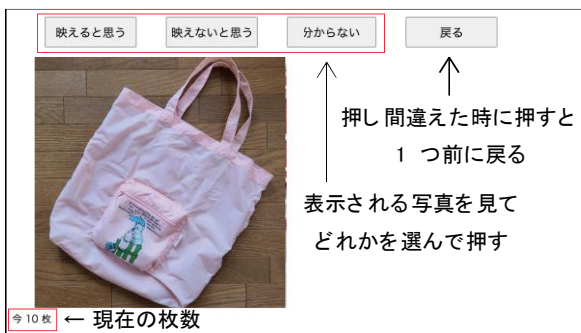 映えると思う 映えないと思う 分からない 戻る
押し間違えた時に押すと
1 つ前に戻る
表示される写真を見て
どれかを選んで押す
今10枚 ← 現在の枚数